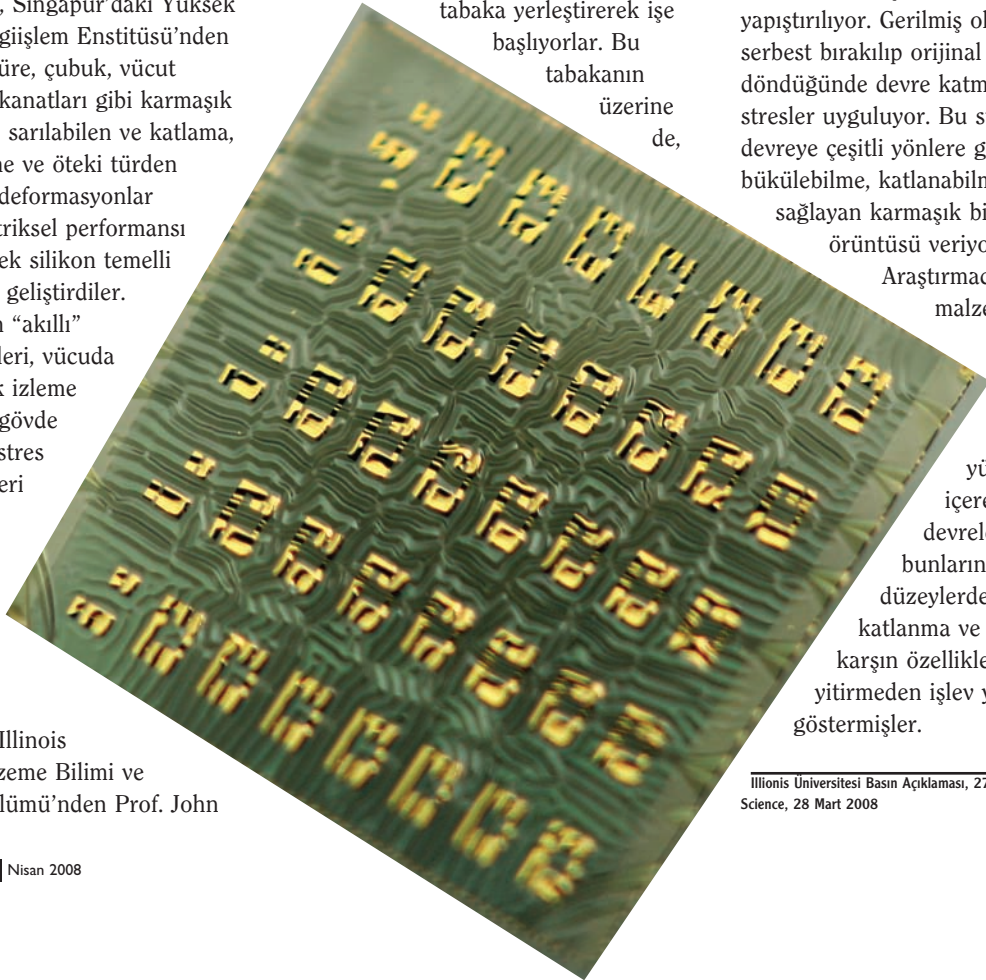 , Singapur’daki Yüksek
giişlem Enstitüsü’nden
üre, çubuk, vücut
kanatları gibi karmaşık
sarılabilen ve katlama,
ne ve öteki türden
deformasyonlar
triksel performansı
ek silikon temelli
geliştirdiler.
n “akıllı”
leri, vücuda
k izleme
gövde
stres
eri
Illinois
zeme Bilimi ve
lümü’nden Prof. John
Nisan 2008
tabaka yerleştirerek işe
başlıyorlar. Bu
tabakanın
üzerine
de,
yapıştırılıyor. Gerilmiş ol
serbest bırakılıp orijinal
döndüğünde devre katm
stresler uyguluyor. Bu s
devreye çeşitli yönlere g
bükülebilme, katlanabiln
sağlayan karmaşık bi
örüntüsü veriyo
Araştırmac
malze
yü
içere
devrele
bunların
düzeylerde
katlanma ve
karşın özellikle
yitirmeden işlev y
göstermişler.
Illionis Üniversitesi Basın Açıklaması, 27
Science, 28 Mart 2008